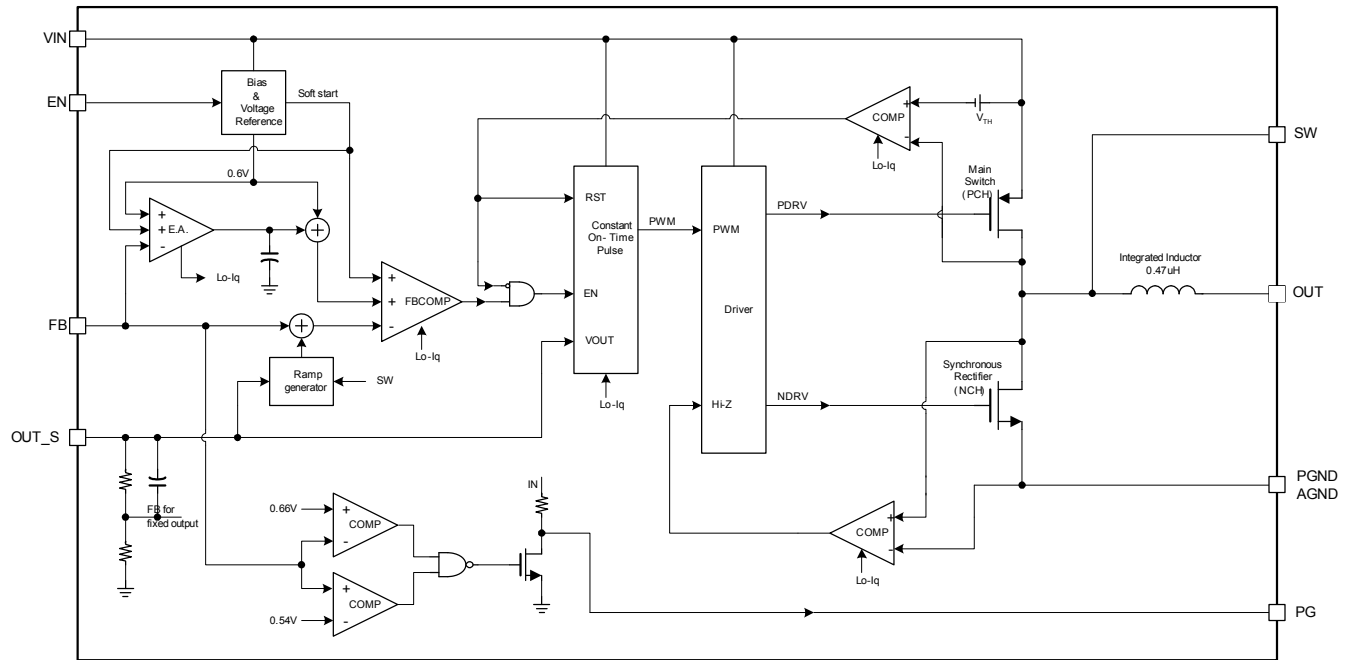 VIN
EN
Bias
&
Voltage
Reference
Soft start
0.6V
+
+ E.A.
-
Lo-Iq
+
FB
+
Ramp
generator
SW
+
+ FBCOMP
-
Lo-Iq
RST
Constant
On- Time
Pulse
EN
VOUT
Lo-Iq
PWM
PWM
Driver
Hi-Z
PDRV
NDRV
+
COMP
-
Lo-Iq
VTH
Main
Switch
(PCH)
SW
Integrated Inductor
0.47uH
OUT
Synchronous
Rectifier
(NCH)
PGND
AGND
+
COMP
-
Lo-Iq
OUT_S
FB for
fixed output
0.66V
+
COMP
-
+
COMP
-
0.54V
IN
PG